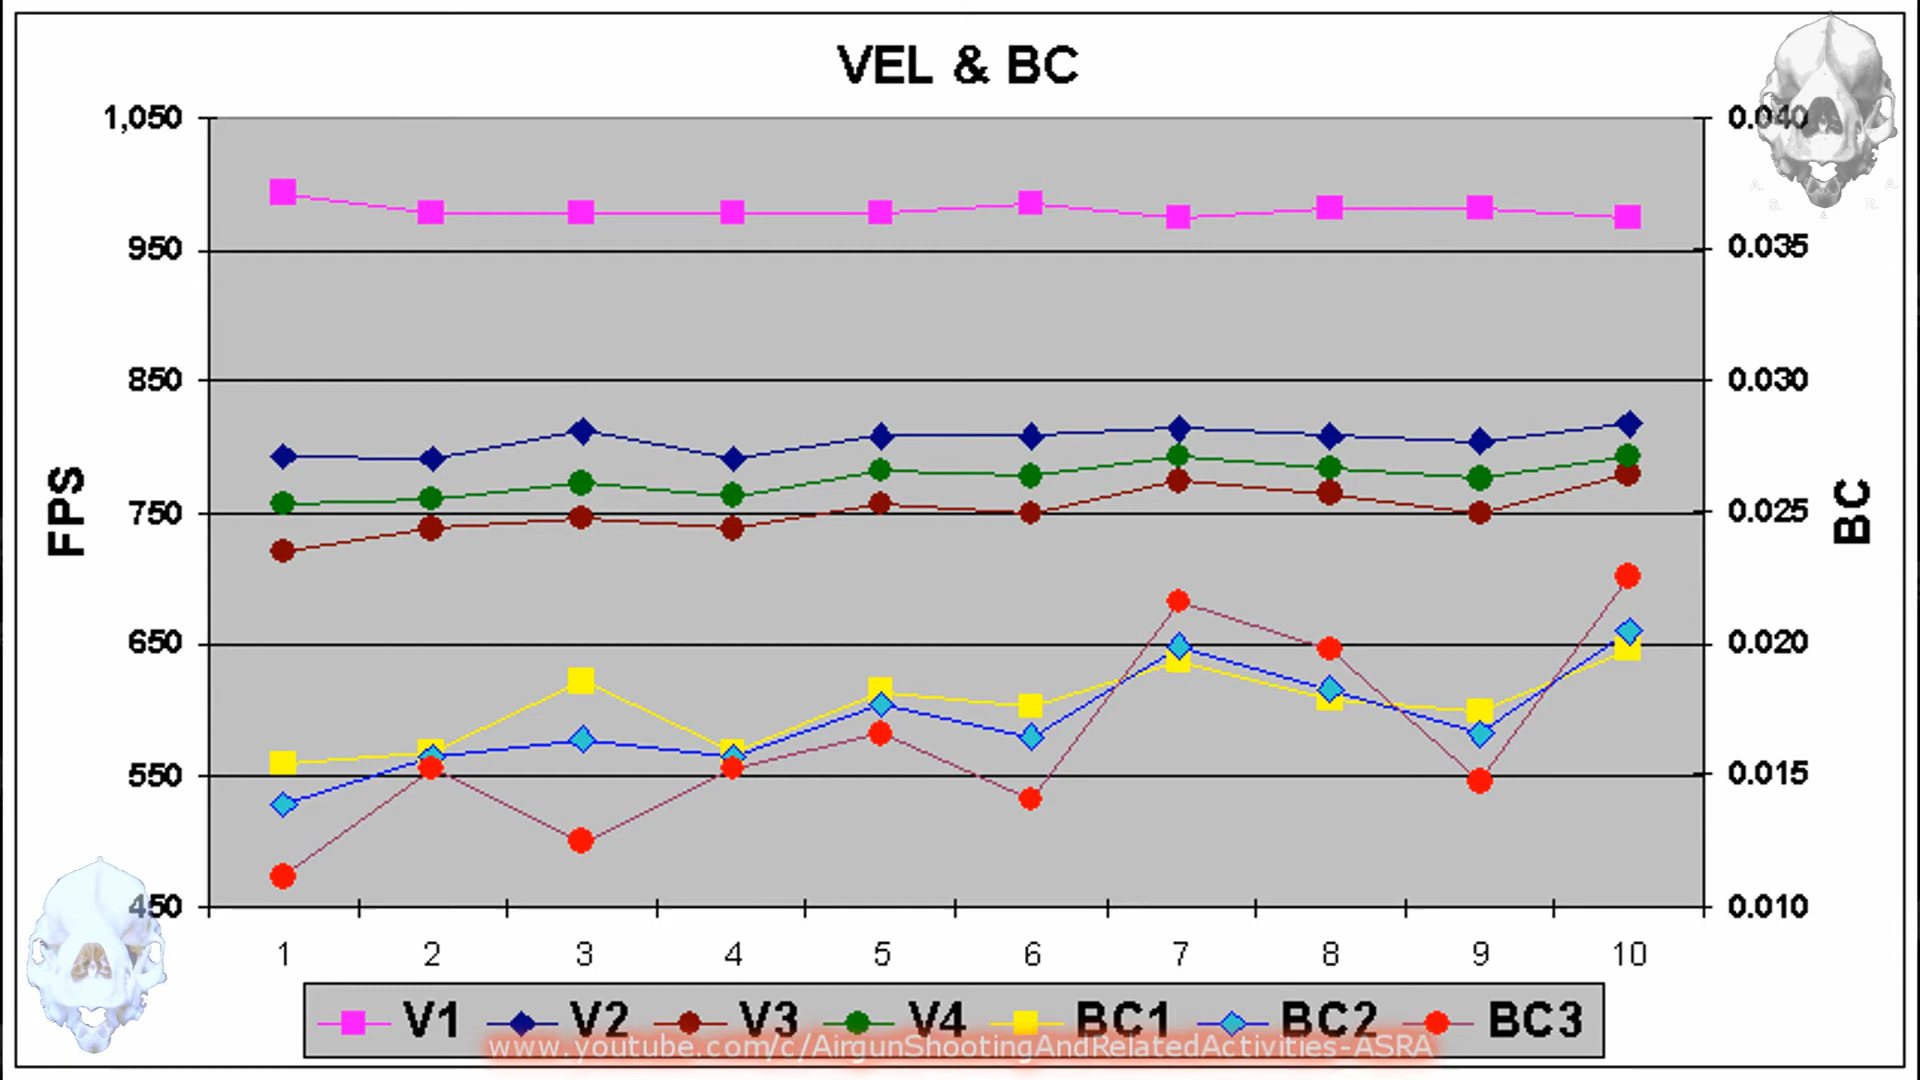 VEL & BC
1,050
950
850
750
650
550
450
FPS
0.040
0.035
0.030
0.025
0.020
0.015
0.010
BC
1 2 3 4 5 6 7 8 9 10
V1 V2 V3 V4 BC1 BC2 BC3
www.youtube.com/c/AirgunShootingAndRelatedActivities-ASRA
A. A.
S. R.
&